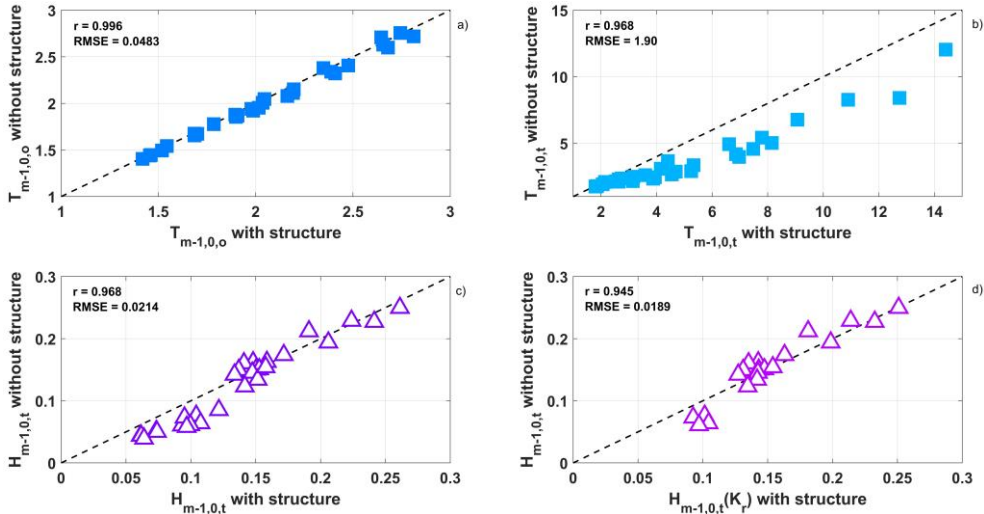 r = 0.996
RMSE = 0.0483
a)
3
2.5
2
1.5
1
T_m-1,0,o without structure
1 1.5 2 2.5 3
T_m-1,0,o with structure
r = 0.968
RMSE = 1.90
b)
15
10
5
T_m-1,0,t without structure
2 4 6 8 10 12 14
T_m-1,0,t with structure
r = 0.968
RMSE = 0.0214
c)
0.3
0.2
0.1
0
H_m-1,0,t without structure
0 0.05 0.1 0.15 0.2 0.25 0.3
H_m-1,0,t with structure
r = 0.945
RMSE = 0.0189
d)
0.3
0.2
0.1
0
H_m-1,0,t without structure
0 0.05 0.1 0.15 0.2 0.25 0.3
H_m-1,0,t(K_r) with structure